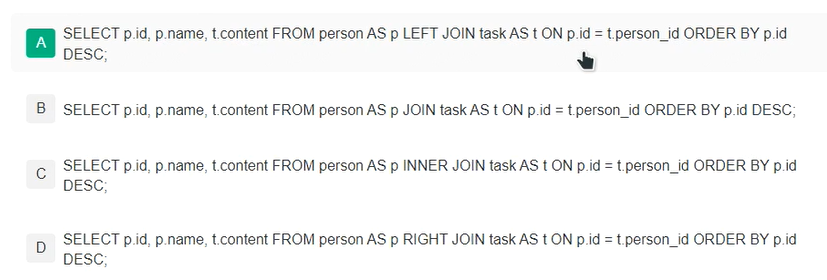 A SELECT p.id, p.name, t.content FROM person AS p LEFT JOIN task AS t ON p.id = t.person_id ORDER BY p.id
DESC;
B SELECT p.id, p.name, t.content FROM person AS p JOIN task AS t ON p.id = t.person_id ORDER BY p.id DESC;
C SELECT p.id, p.name, t.content FROM person AS p INNER JOIN task AS t ON p.id = t.person_id ORDER BY p.id
DESC;
D SELECT p.id, p.name, t.content FROM person AS p RIGHT JOIN task AS t ON p.id = t.person_id ORDER BY p.id
DESC;